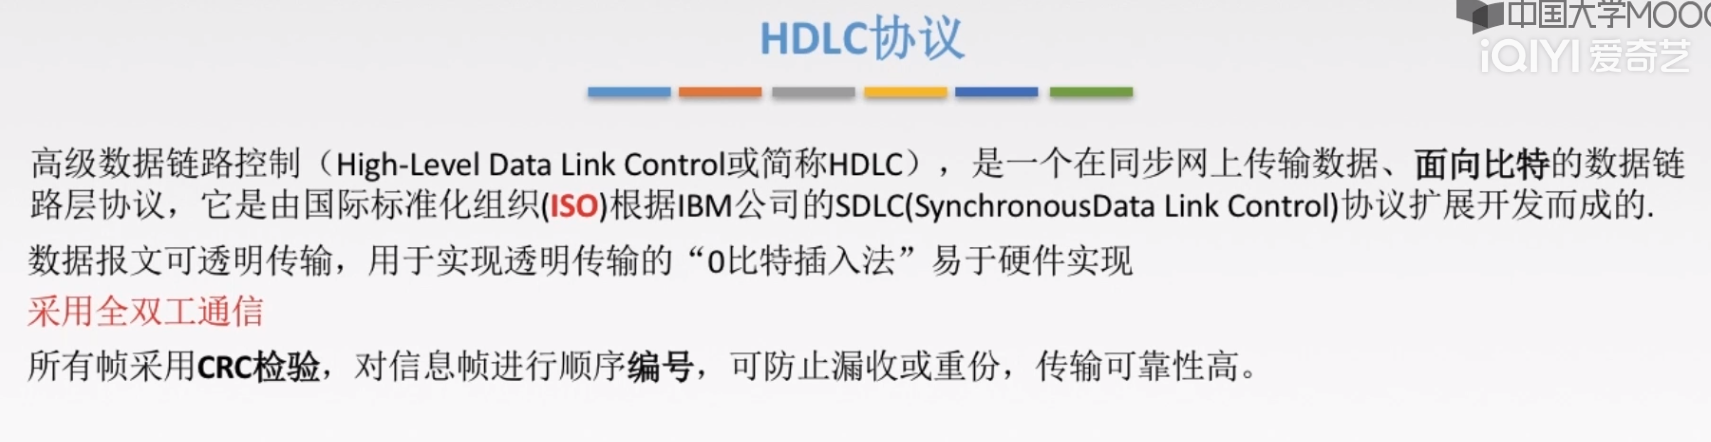 中国大学MOOC
iQIYI 爱奇艺
HDLC协议
高级数据链路控制（High-Level Data Link Control或简称HDLC），是一个在同步网上传输数据、面向比特的数据链
路层协议，它是由国际标准化组织(ISO)根据IBM公司的SDLC(SynchronousData Link Control)协议扩展开发而成的.
数据报文可透明传输，用于实现透明传输的“0比特插入法”易于硬件实现
采用全双工通信
所有帧采用CRC检验，对信息帧进行顺序编号，可防止漏收或重份，传输可靠性高。